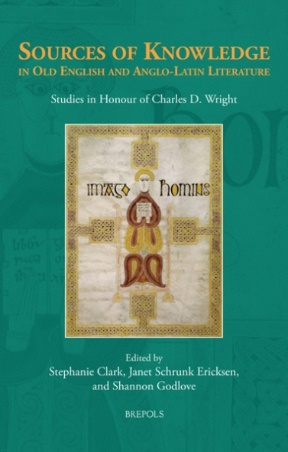 SOURCES OF KNOWLEDGE
IN OLD ENGLISH AND ANGLO-LATIN LITERATURE
Studies in Honour of Charles D. Wright
IMAGO HOMINIS
Edited by
Stephanie Clark, Janet Schrunk Ericksen,
and Shannon Godlove
BREPOLS